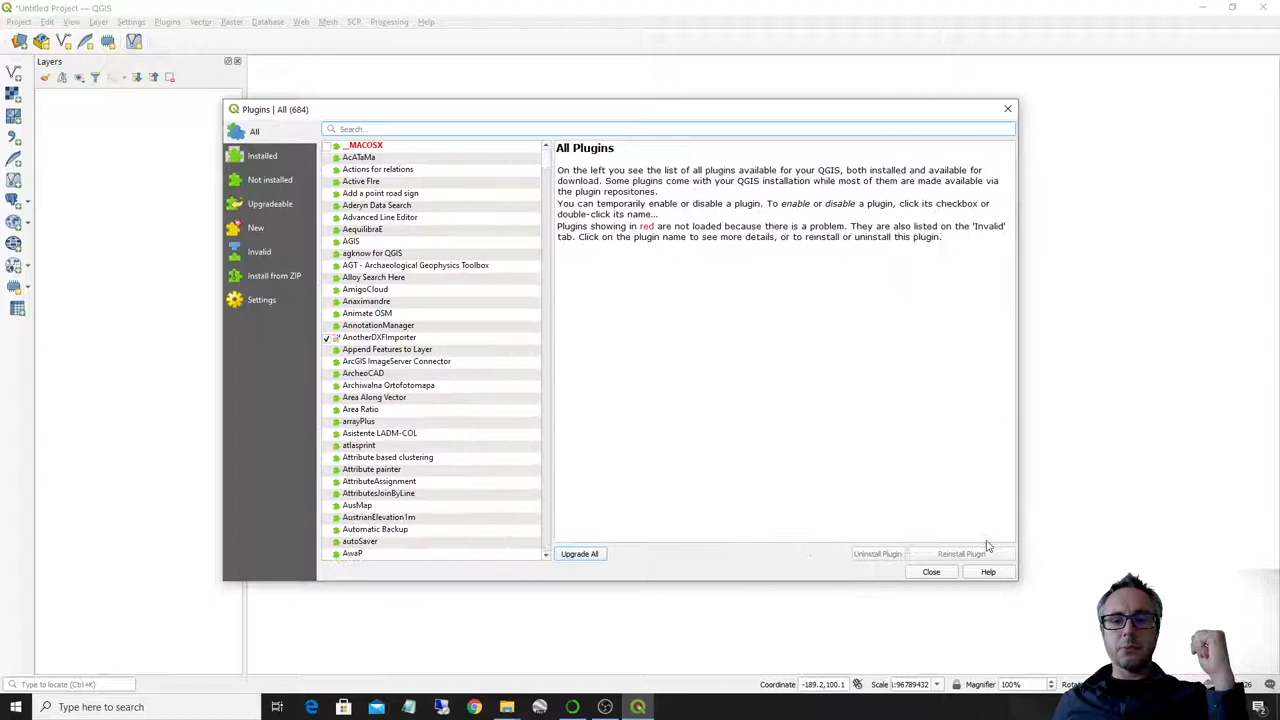 *Untitled Project — QGIS
Project Edit View Layer Settings Plugins Vector Raster Database Web Mesh SCP Processing Help
Layers
Plugins | All (684)
All
Installed
Not installed
Upgradeable
New
Invalid
Install from ZIP
Settings
Search...
__MACOSX
AcATaMa
Actions for relations
Active FIre
Add a point road sign
Aderyn Data Search
Advanced Line Editor
AequilibraE
AGIS
agknow for QGIS
AGT - Archaeological Geophysics Toolbox
Alloy Search Here
AmigoCloud
Anaximandre
Animate OSM
AnnotationManager
AnotherDXFImporter
Append Features to Layer
ArcGIS ImageServer Connector
ArcheoCAD
Archiwalna Ortofotomapa
Area Along Vector
Area Ratio
arrayPlus
Asistente LADM-COL
atlasprint
Attribute based clustering
Attribute painter
AttributeAssignment
AttributesJoinByLine
AusMap
AustrianElevation1m
Automatic Backup
autoSaver
AwaP
All Plugins
On the left you see the list of all plugins available for your QGIS, both installed and available for
download. Some plugins come with your QGIS installation while most of them are made available via
the plugin repositories.
You can temporarily enable or disable a plugin. To enable or disable a plugin, click its checkbox or
double-click its name...
Plugins showing in red are not loaded because there is a problem. They are also listed on the 'Invalid'
tab. Click on the plugin name to see more details, or to reinstall or uninstall this plugin.
Upgrade All
Uninstall Plugin
Reinstall Plugin
Close
Help
Type to locate (Ctrl+K)
Coordinate -189.2,100.1 Scale 1:96789432 Magnifier 100%
Type here to search